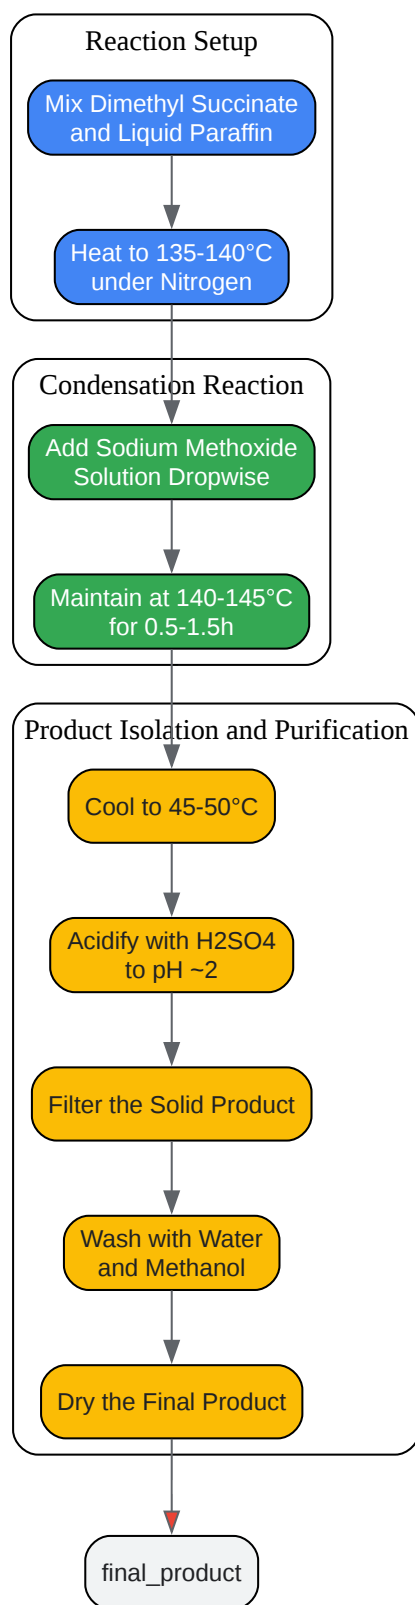 Reaction Setup
Mix Dimethyl Succinate
and Liquid Paraffin
Heat to 135-140°C
under Nitrogen
Condensation Reaction
Add Sodium Methoxide
Solution Dropwise
Maintain at 140-145°C
for 0.5-1.5h
Product Isolation and Purification
Cool to 45-50°C
Acidify with H2SO4
to pH ~2
Filter the Solid Product
Wash with Water
and Methanol
Dry the Final Product
final_product